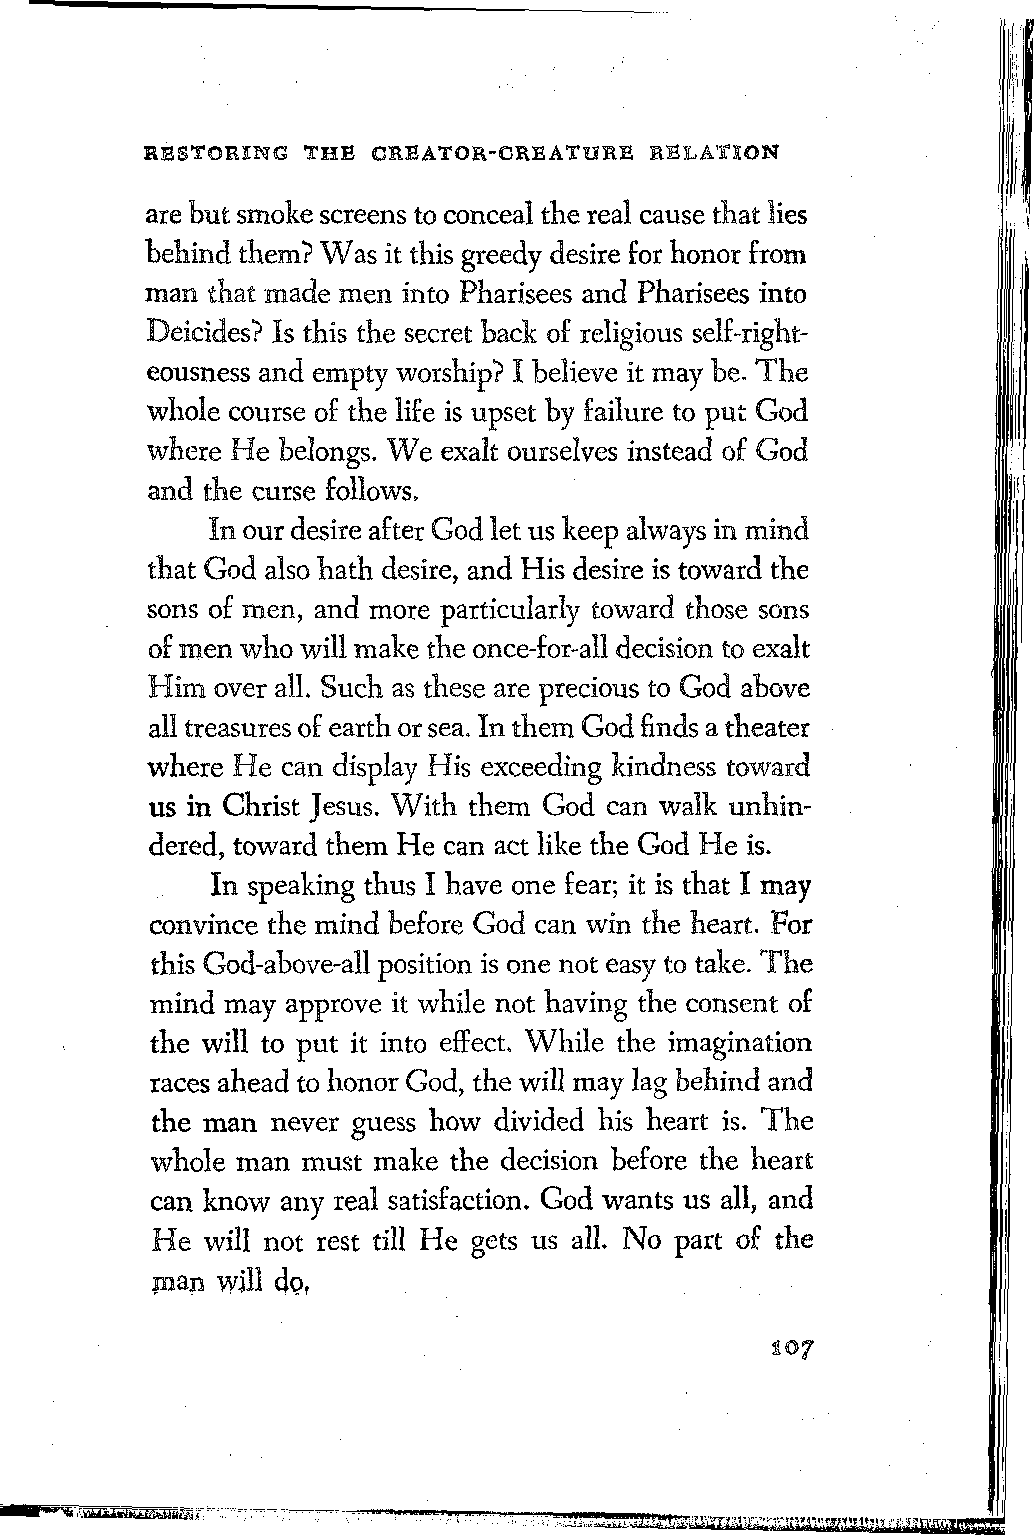 RESTORING THE CREATOR-CREATURE RELATION
are but smoke screens to conceal the real cause that lies
behind them? Was it this greedy desire for honor from
man that made men into Pharisees and Pharisees into
Deicides? Is this the secret back of religious self-right-
eousness and empty worship? I believe it may be. The
whole course of the life is upset by failure to put God
where He belongs. We exalt ourselves instead of God
and the curse follows.
In our desire after God let us keep always in mind
that God also hath desire, and His desire is toward the
sons of men, and more particularly toward those sons
of men who will make the once-for-all decision to exalt
Him over all. Such as these are precious to God above
all treasures of earth or sea. In them God finds a theater
where He can display His exceeding kindness toward
us in Christ Jesus. With them God can walk unhin-
dered, toward them He can act like the God He is.
In speaking thus I have one fear; it is that I may
convince the mind before God can win the heart. For
this God-above-all position is one not easy to take. The
mind may approve it while not having the consent of
the will to put it into effect. While the imagination
races ahead to honor God, the will may lag behind and
the man never guess how divided his heart is. The
whole man must make the decision before the heart
can know any real satisfaction. God wants us all, and
He will not rest till He gets us all. No part of the
man will do.
107